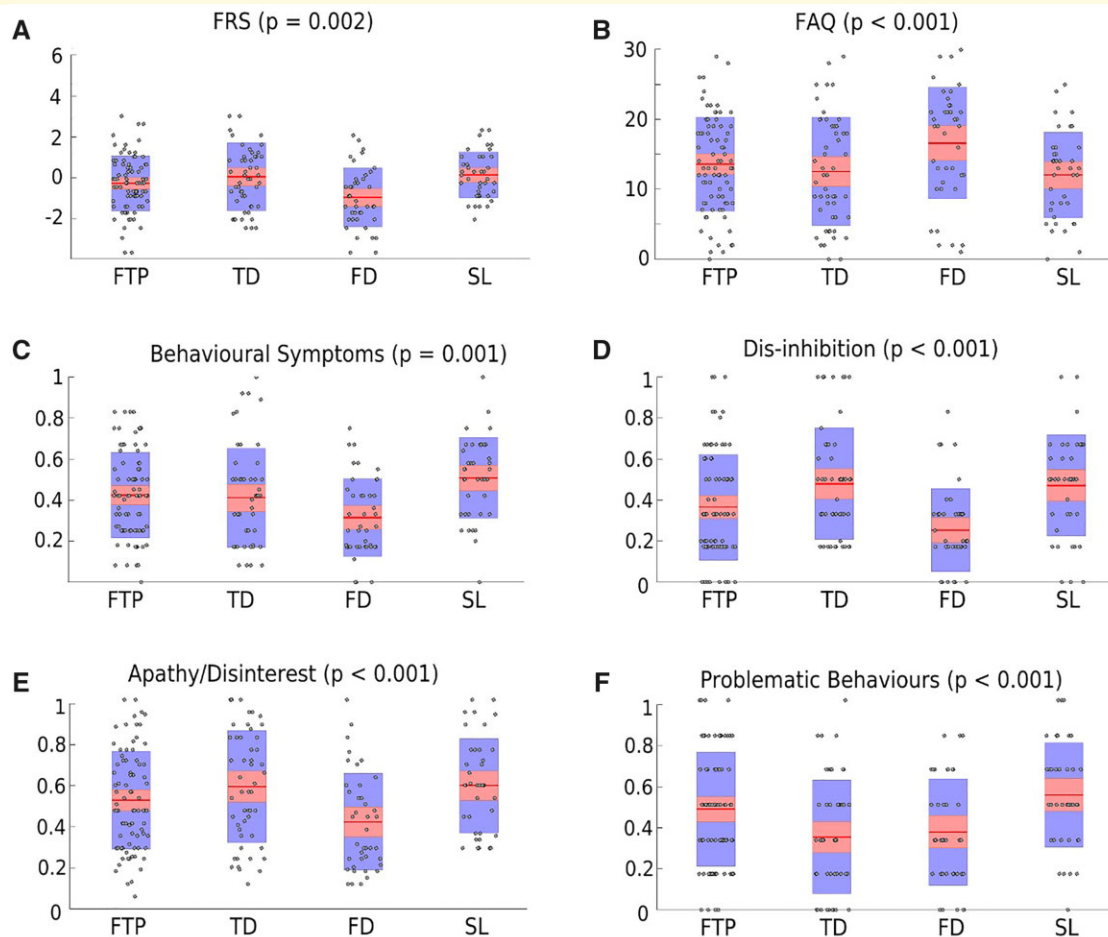 A FRS (p = 0.002)
6
4
2
0
-2
FTP TD FD SL
B FAQ (p < 0.001)
30
20
10
0
FTP TD FD SL
C Behavioural Symptoms (p = 0.001)
1
0.8
0.6
0.4
0.2
FTP TD FD SL
D Dis-inhibition (p < 0.001)
1
0.8
0.6
0.4
0.2
0
FTP TD FD SL
E Apathy/Disinterest (p < 0.001)
1
0.8
0.6
0.4
0.2
0
FTP TD FD SL
F Problematic Behaviours (p < 0.001)
1
0.8
0.6
0.4
0.2
0
FTP TD FD SL